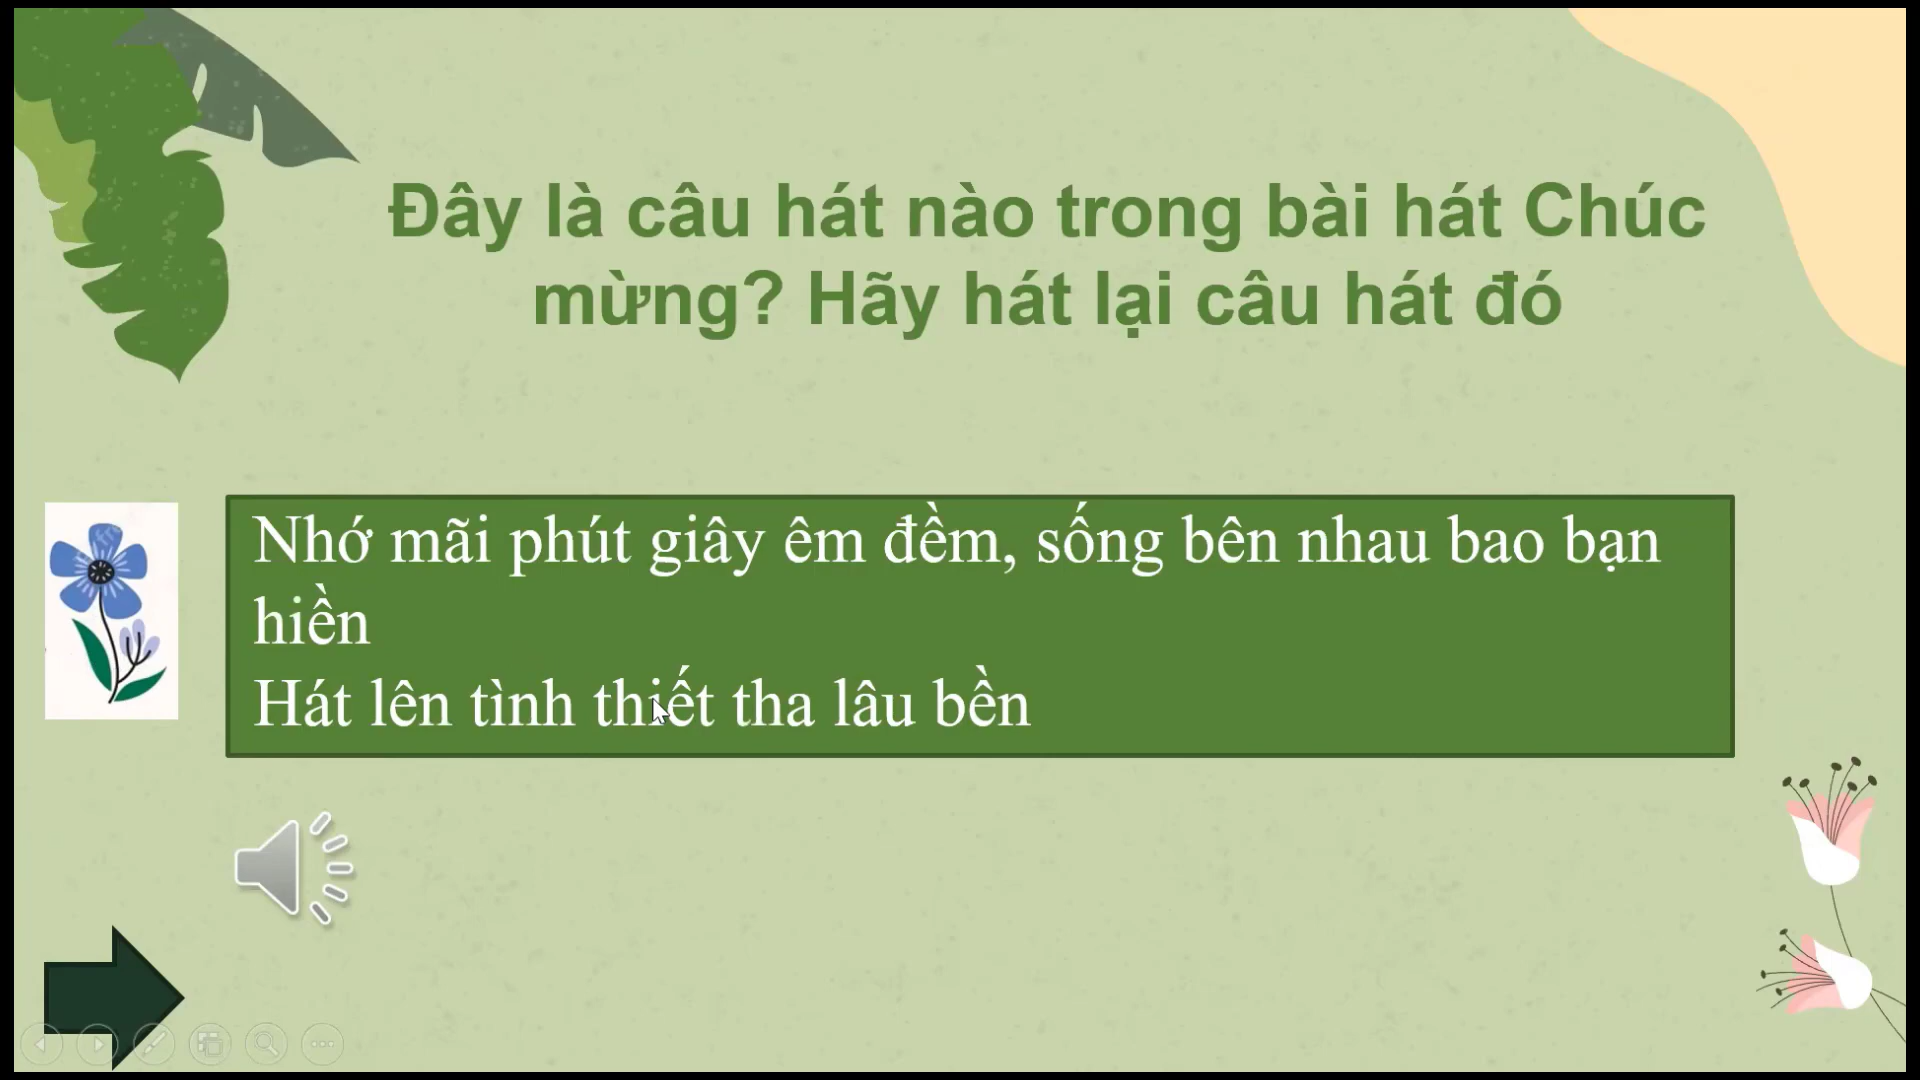 Đây là câu hát nào trong bài hát Chúc
mừng? Hãy hát lại câu hát đó
Nhớ mãi phút giây êm đềm, sống bên nhau bao bạn
hiền
Hát lên tình thiết tha lâu bền